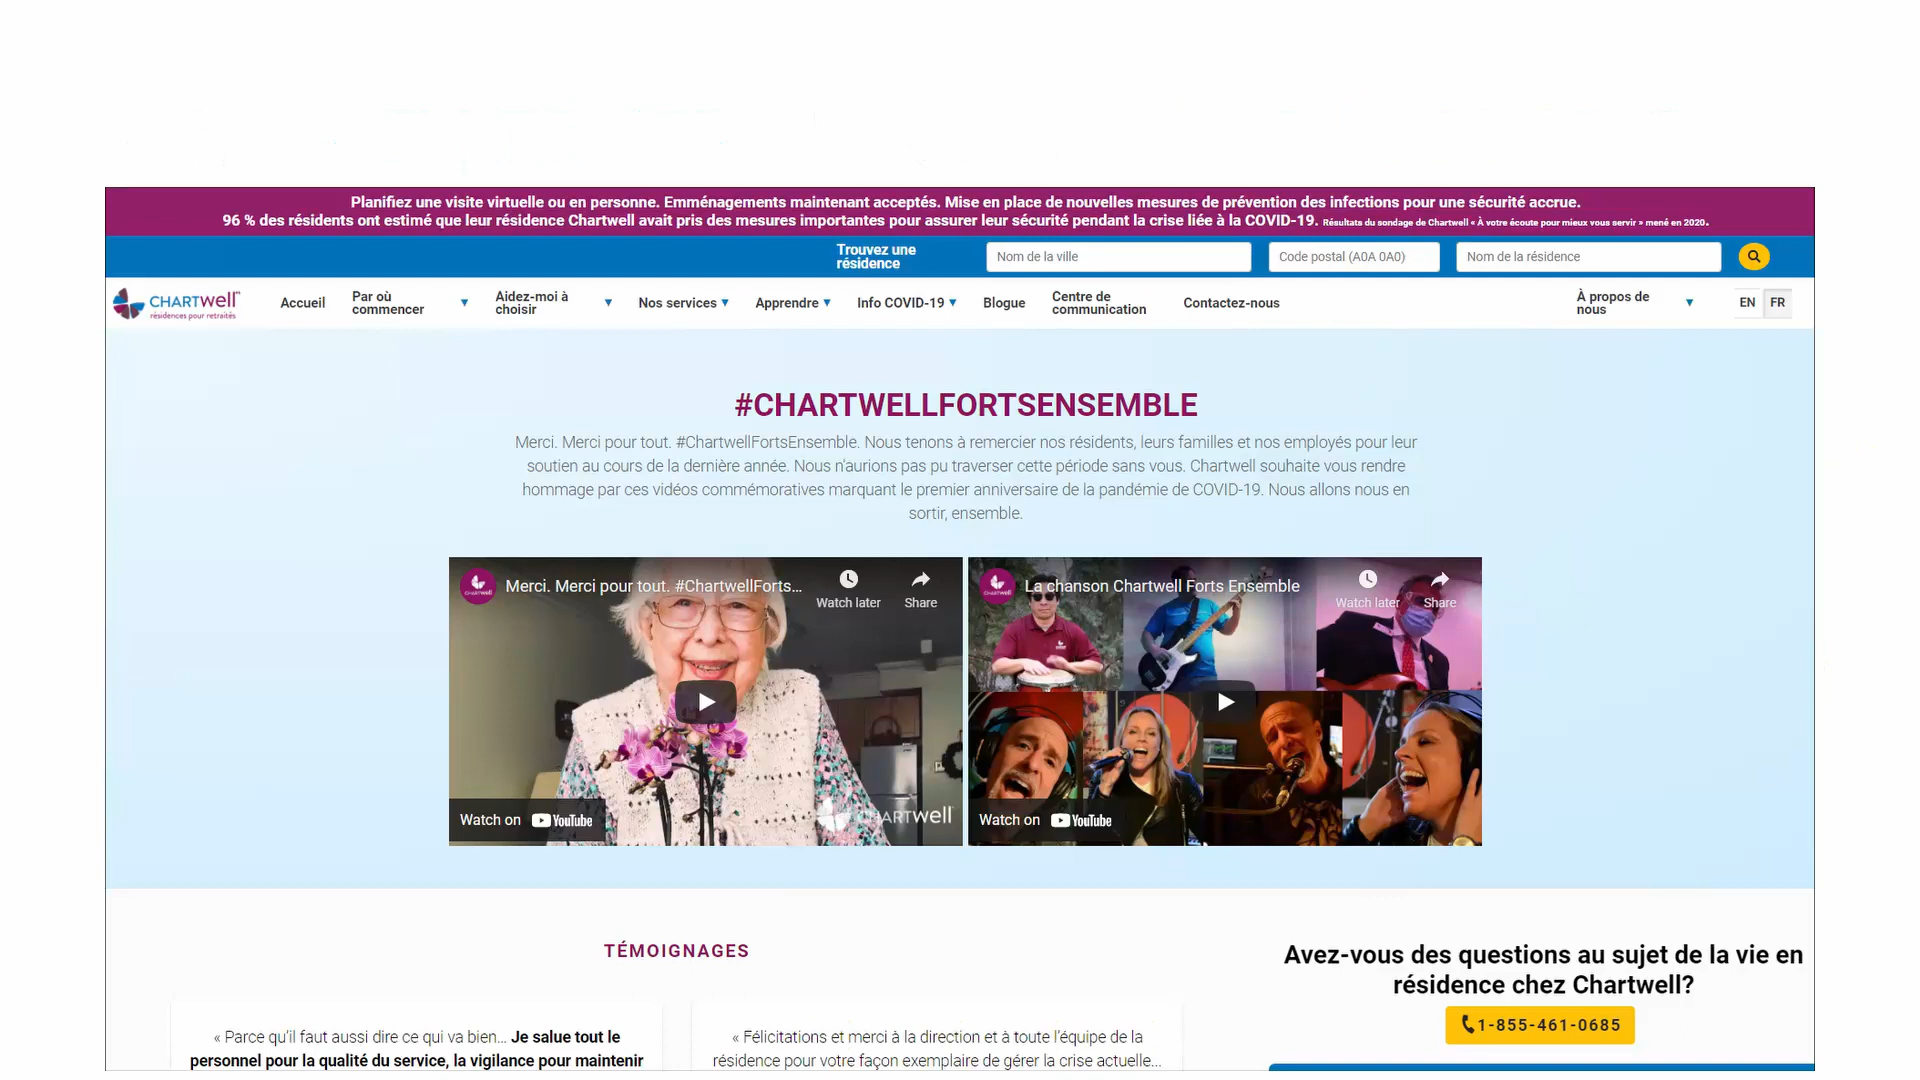 Planifiez une visite virtuelle ou en personne. Emménagements maintenant acceptés. Mise en place de nouvelles mesures de prévention des infections pour une sécurité accrue.
96 % des résidents ont estimé que leur résidence Chartwell avait pris des mesures importantes pour assurer leur sécurité pendant la crise liée à la COVID-19. Résultats du sondage de Chartwell « À votre écoute pour mieux vous servir » mené en 2020.
Trouvez une
résidence
Nom de la ville
Code postal (A0A 0A0)
Nom de la résidence
CHARTwell
résidences pour retraités
Accueil
Par où
commencer
Aidez-moi à
choisir
Nos services
Apprendre
Info COVID-19
Blogue
Centre de
communication
Contactez-nous
À propos de
nous
EN
FR
#CHARTWELLFORTSENSEMBLE
Merci. Merci pour tout. #ChartwellFortsEnsemble. Nous tenons à remercier nos résidents, leurs familles et nos employés pour leur
soutien au cours de la dernière année. Nous n'aurions pas pu traverser cette période sans vous. Chartwell souhaite vous rendre
hommage par ces vidéos commémoratives marquant le premier anniversaire de la pandémie de COVID-19. Nous allons nous en
sortir, ensemble.
Merci. Merci pour tout. #ChartwellForts...
Watch later
Share
CHARTwell
Watch on YouTube
La chanson Chartwell Forts Ensemble
Watch later
Share
Watch on YouTube
TÉMOIGNAGES
« Parce qu'il faut aussi dire ce qui va bien... Je salue tout le
personnel pour la qualité du service, la vigilance pour maintenir
« Félicitations et merci à la direction et à toute l'équipe de la
résidence pour votre façon exemplaire de gérer la crise actuelle...
Avez-vous des questions au sujet de la vie en
résidence chez Chartwell?
1-855-461-0685